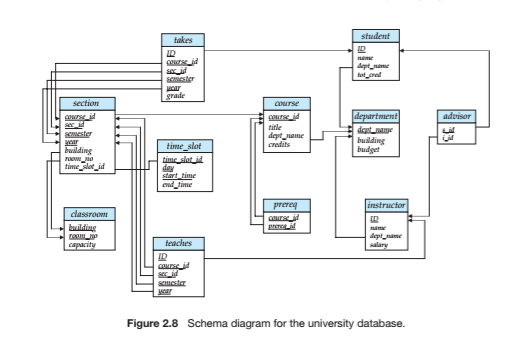 takes
ID
course_id
sec_id
semester
year
grade
student
ID
name
dept_name
tot_cred
section
course_id
sec_id
semester
year
building
room_no
time_slot_id
course
course_id
title
dept_name
credits
department
dept_name
building
budget
advisor
s_id
i_id
time_slot
time_slot_id
day
start_time
end_time
classroom
building
room_no
capacity
prereq
course_id
prereq_id
instructor
ID
name
dept_name
salary
teaches
ID
course_id
sec_id
semester
year
Figure 2.8 Schema diagram for the university database.